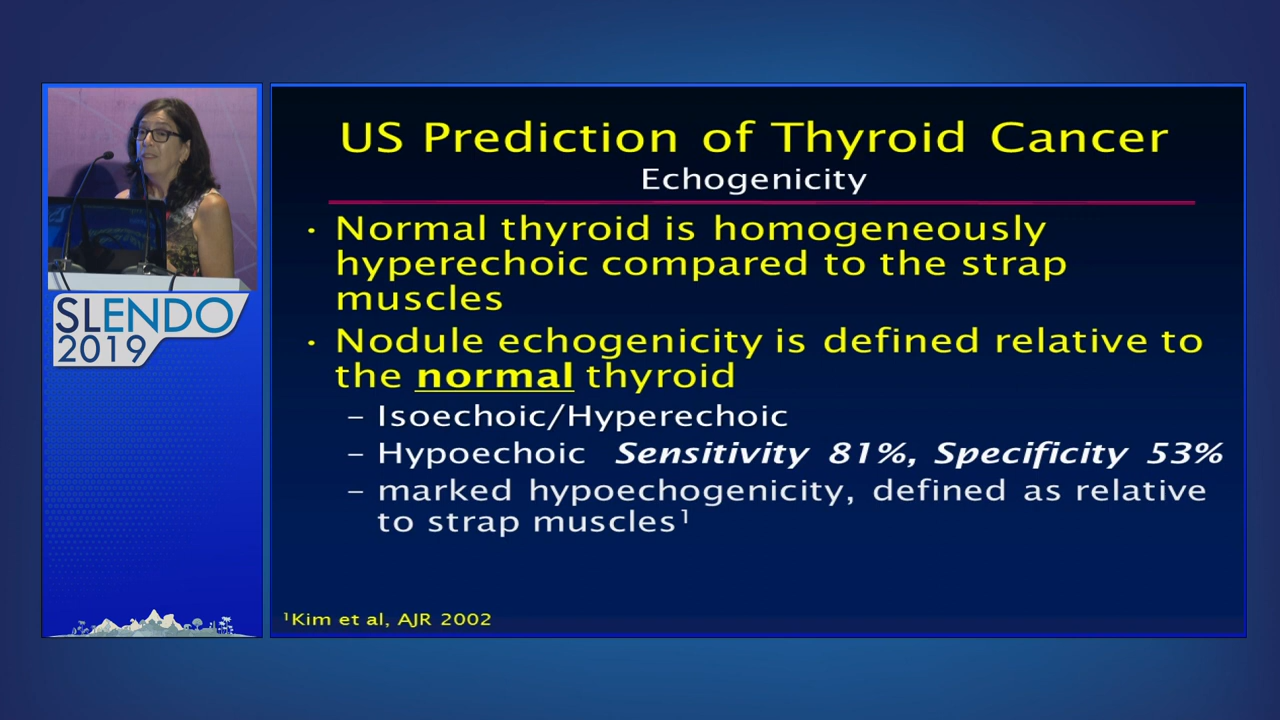 SLENDO
2019
US Prediction of Thyroid Cancer
Echogenicity
• Normal thyroid is homogeneously
hyperechoic compared to the strap
muscles
• Nodule echogenicity is defined relative to
the normal thyroid
– Isoechoic/Hyperechoic
– Hypoechoic Sensitivity 81%, Specificity 53%
– marked hypoechogenicity, defined as relative
to strap muscles¹
¹Kim et al, AJR 2002